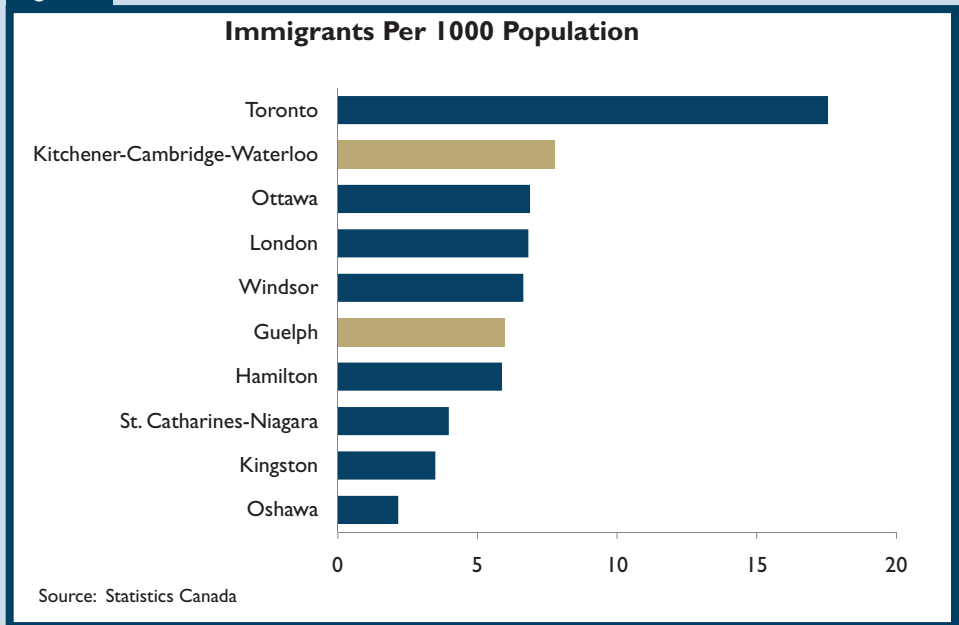 Immigrants Per 1000 Population
Toronto
Kitchener-Cambridge-Waterloo
Ottawa
London
Windsor
Guelph
Hamilton
St. Catharines-Niagara
Kingston
Oshawa
0 5 10 15 20
Source: Statistics Canada